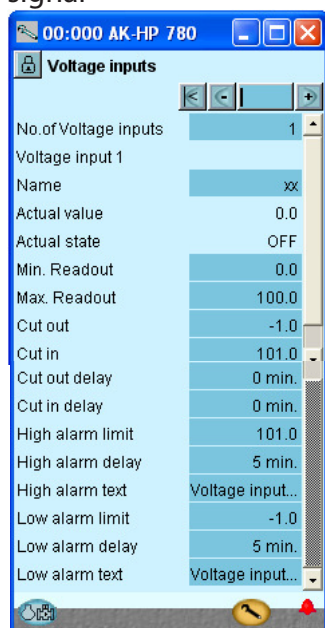 signal
00:000 AK-HP 780
Voltage inputs
No.of Voltage inputs 1
Voltage input 1
Name xx
Actual value 0.0
Actual state OFF
Min. Readout 0.0
Max. Readout 100.0
Cut out -1.0
Cut in 101.0
Cut out delay 0 min.
Cut in delay 0 min.
High alarm limit 101.0
High alarm delay 5 min.
High alarm text Voltage input...
Low alarm limit -1.0
Low alarm delay 5 min.
Low alarm text Voltage input...